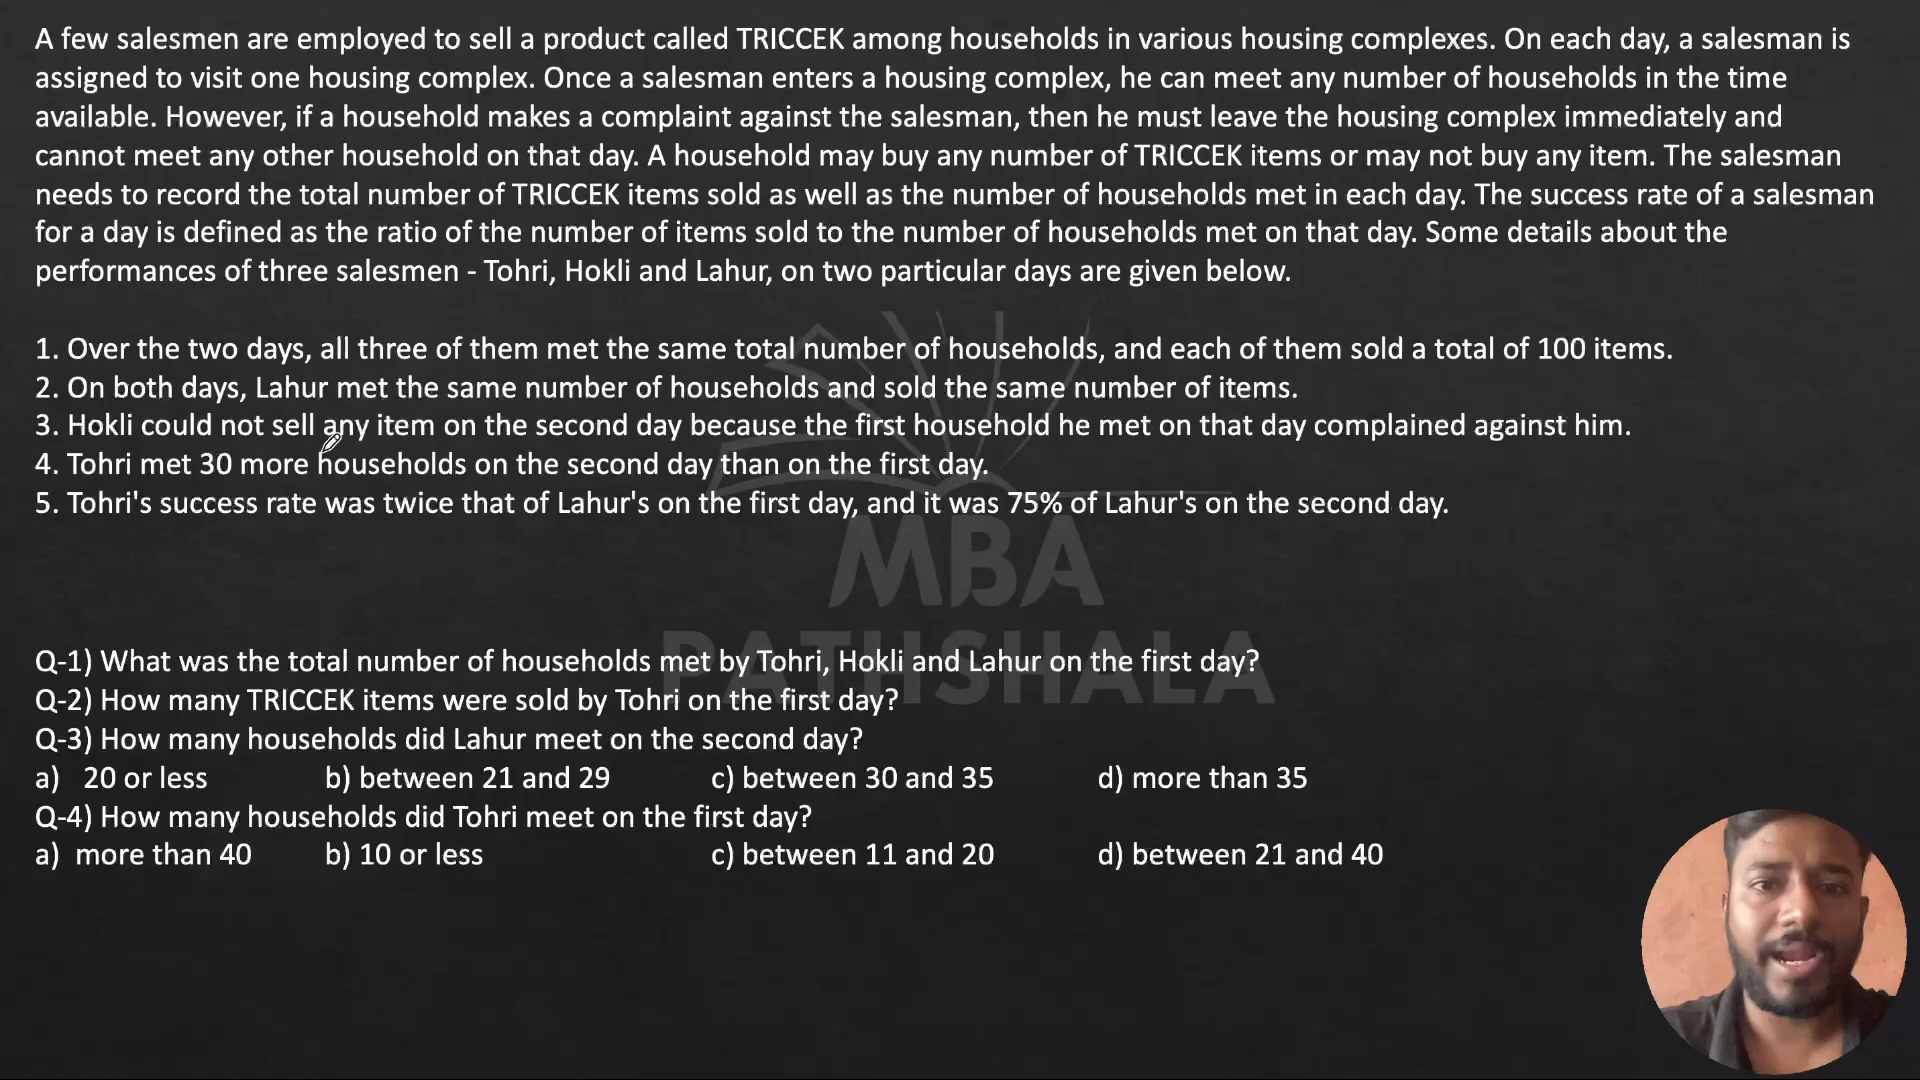 A few salesmen are employed to sell a product called TRICCEK among households in various housing complexes. On each day, a salesman is
assigned to visit one housing complex. Once a salesman enters a housing complex, he can meet any number of households in the time
available. However, if a household makes a complaint against the salesman, then he must leave the housing complex immediately and
cannot meet any other household on that day. A household may buy any number of TRICCEK items or may not buy any item. The salesman
needs to record the total number of TRICCEK items sold as well as the number of households met in each day. The success rate of a salesman
for a day is defined as the ratio of the number of items sold to the number of households met on that day. Some details about the
performances of three salesmen - Tohri, Hokli and Lahur, on two particular days are given below.
1. Over the two days, all three of them met the same total number of households, and each of them sold a total of 100 items.
2. On both days, Lahur met the same number of households and sold the same number of items.
3. Hokli could not sell any item on the second day because the first household he met on that day complained against him.
4. Tohri met 30 more households on the second day than on the first day.
5. Tohri's success rate was twice that of Lahur's on the first day, and it was 75% of Lahur's on the second day.
MBA
PATHSHALA
Q-1) What was the total number of households met by Tohri, Hokli and Lahur on the first day?
Q-2) How many TRICCEK items were sold by Tohri on the first day?
Q-3) How many households did Lahur meet on the second day?
a) 20 or less b) between 21 and 29 c) between 30 and 35 d) more than 35
Q-4) How many households did Tohri meet on the first day?
a) more than 40 b) 10 or less c) between 11 and 20 d) between 21 and 40